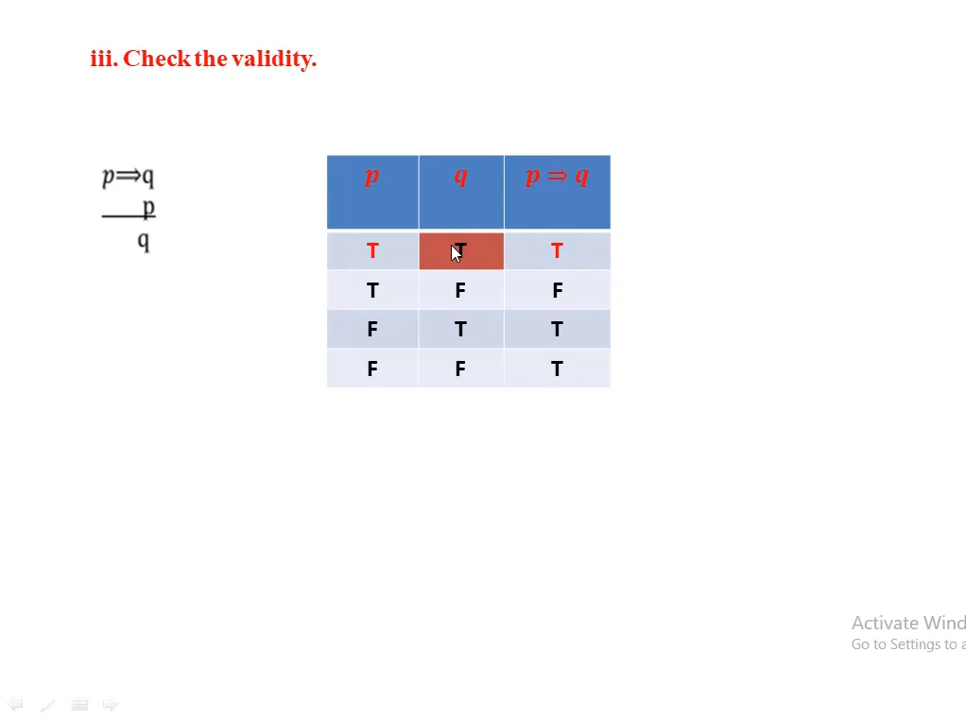 iii. Check the validity.
p⟹q
p
q
p q p ⇒ q
T T T
T F F
F T T
F F T
Activate Wind
Go to Settings to a